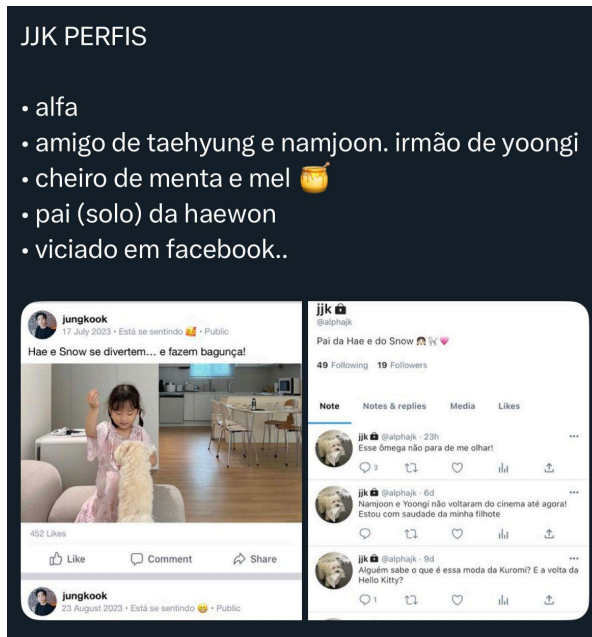 JJK PERFIS
• alfa
• amigo de taehyung e namjoon. irmão de yoongi
• cheiro de menta e mel 🍯
• pai (solo) da haewon
• viciado em facebook..
jungkook
17 July 2023 • Está se sentindo 🥰 • Public
Hae e Snow se divertem... e fazem bagunça!
452 Likes
Like Comment Share
jungkook
23 August 2023 • Está se sentindo 😋 • Public
jjk 🔒
@alphajk
Pai da Hae e do Snow 👧🏻🐩💗
49 Following 19 Followers
Note Notes & replies Media Likes
jjk 🔒 @alphajk · 23h
Esse ômega não para de me olhar!
3
jjk 🔒 @alphajk · 6d
Namjoon e Yoongi não voltaram do cinema até agora!
Estou com saudade da minha filhote
jjk 🔒 @alphajk · 9d
Alguém sabe o que é essa moda da Kuromi? E a volta da
Hello Kitty?
1